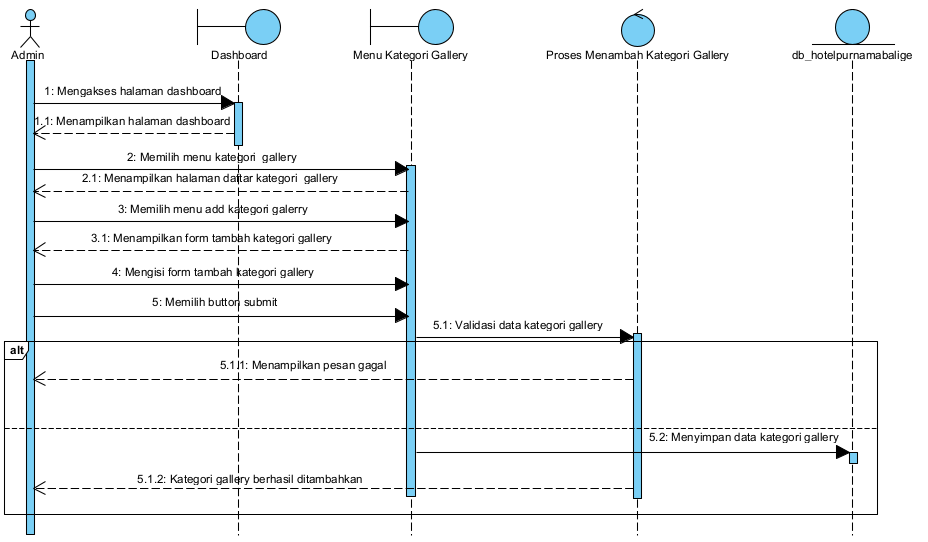 Admin
Dashboard
Menu Kategori Gallery
Proses Menambah Kategori Gallery
db_hotelpurnamabalige
1: Mengakses halaman dashboard
1.1: Menampilkan halaman dashboard
2: Memilih menu kategori gallery
2.1: Menampilkan halaman daftar kategori gallery
3: Memilih menu add kategori galerry
3.1: Menampilkan form tambah kategori gallery
4: Mengisi form tambah kategori gallery
5: Memilih button submit
5.1: Validasi data kategori gallery
alt
5.1.1: Menampilkan pesan gagal
5.2: Menyimpan data kategori gallery
5.1.2: Kategori gallery berhasil ditambahkan